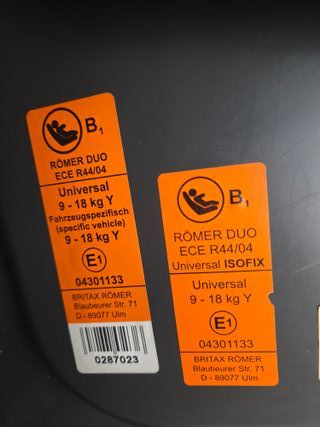 B1
RÖMER DUO
ECE R44/04
Universal
9 - 18 kg Y
Fahrzeugspezifisch
(specific vehicle)
9 - 18 kg Y
E1
04301133
BRITAX RÖMER
Blaubeurer Str. 71
D - 89077 Ulm
0287023
B1
RÖMER DUO
ECE R44/04
Universal ISOFIX
Universal
9 - 18 kg Y
E1
04301133
BRITAX RÖMER
Blaubeurer Str. 71
D - 89077 Ulm